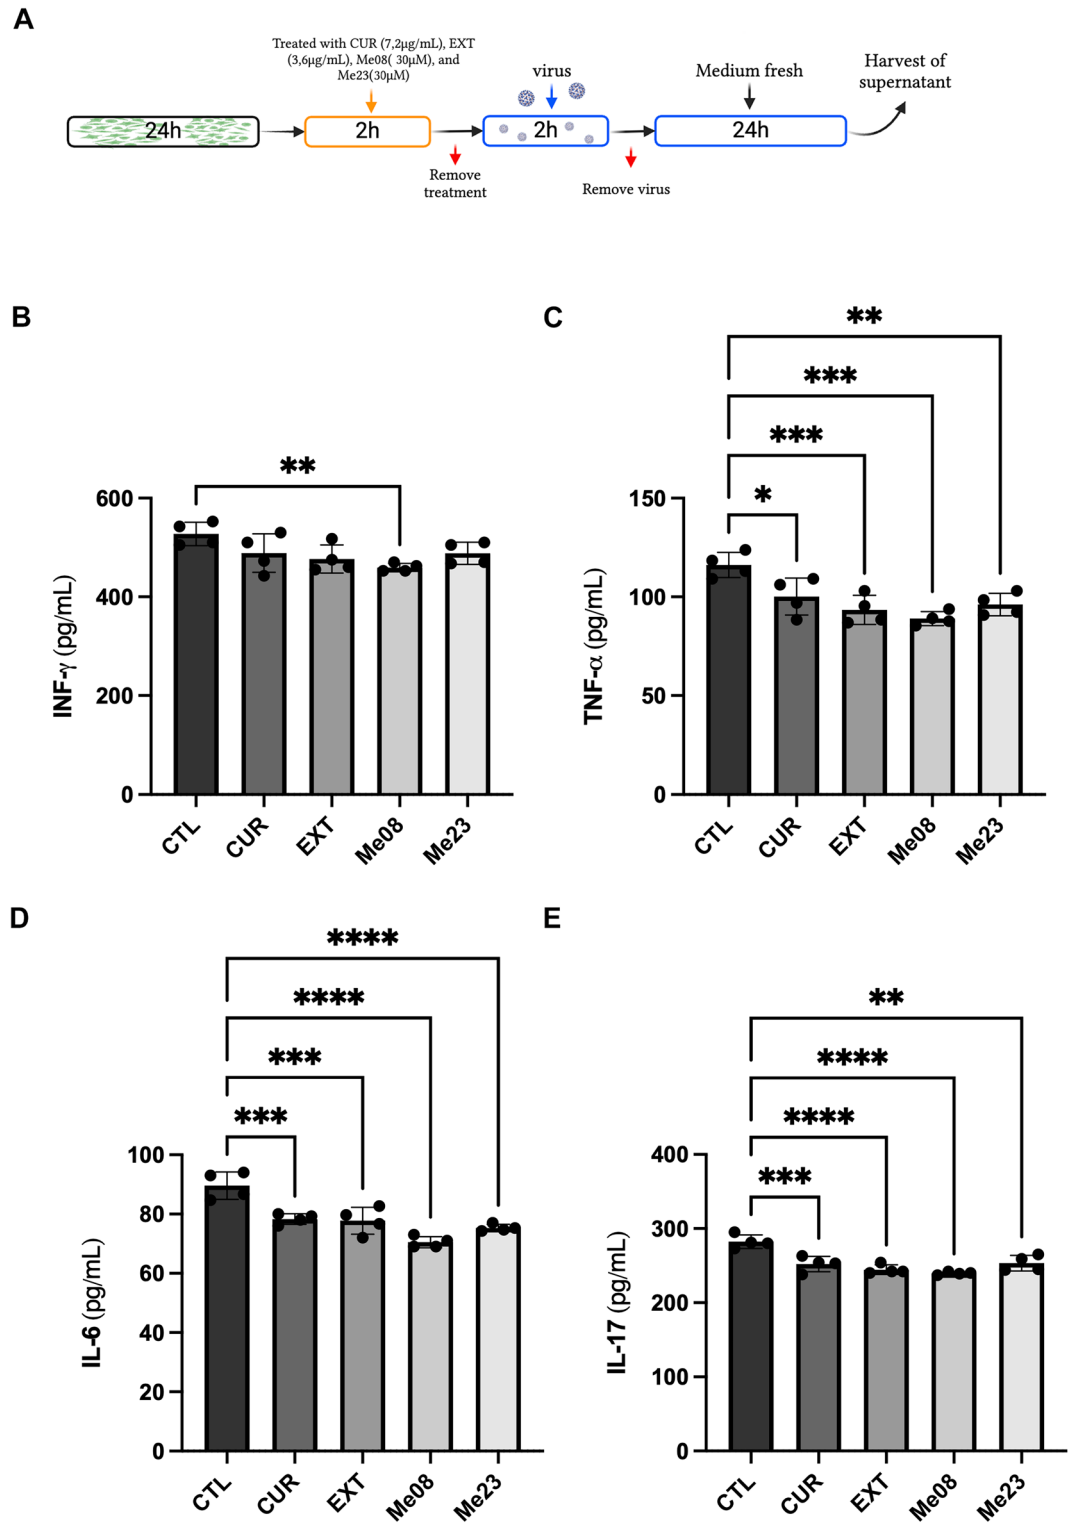 A
Treated with CUR (7,2µg/mL), EXT
(3,6µg/mL), Me08( 30µM), and
Me23(30µM)
virus
Medium fresh
Harvest of
supernatant
24h
2h
2h
24h
Remove
treatment
Remove virus
B
**
600
400
200
0
INF-γ (pg/mL)
CTL
CUR
EXT
Me08
Me23
C
**
***
***
*
150
100
50
0
TNF-α (pg/mL)
CTL
CUR
EXT
Me08
Me23
D
****
****
***
***
100
80
60
40
20
0
IL-6 (pg/mL)
CTL
CUR
EXT
Me08
Me23
E
**
****
****
***
400
300
200
100
0
IL-17 (pg/mL)
CTL
CUR
EXT
Me08
Me23